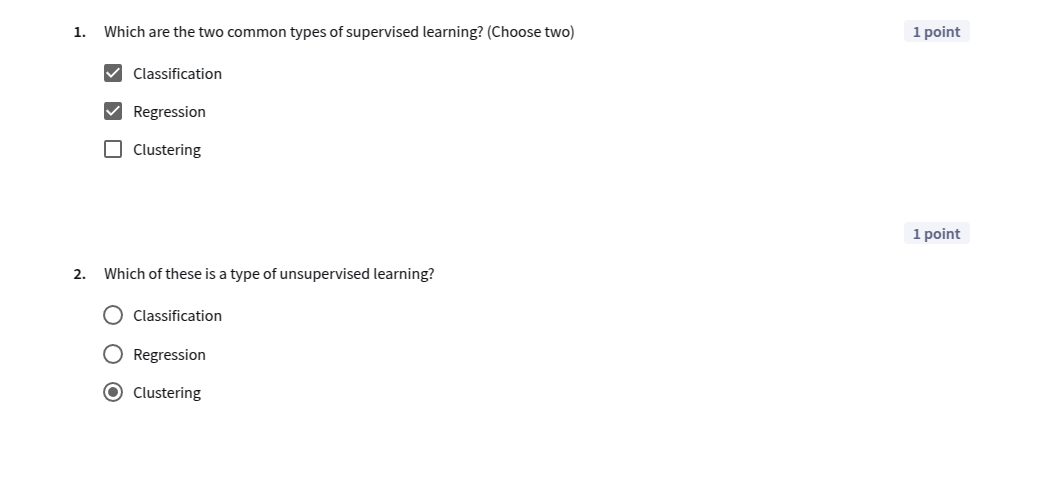 1. Which are the two common types of supervised learning? (Choose two)
1 point
Classification
Regression
Clustering
1 point
2. Which of these is a type of unsupervised learning?
Classification
Regression
Clustering